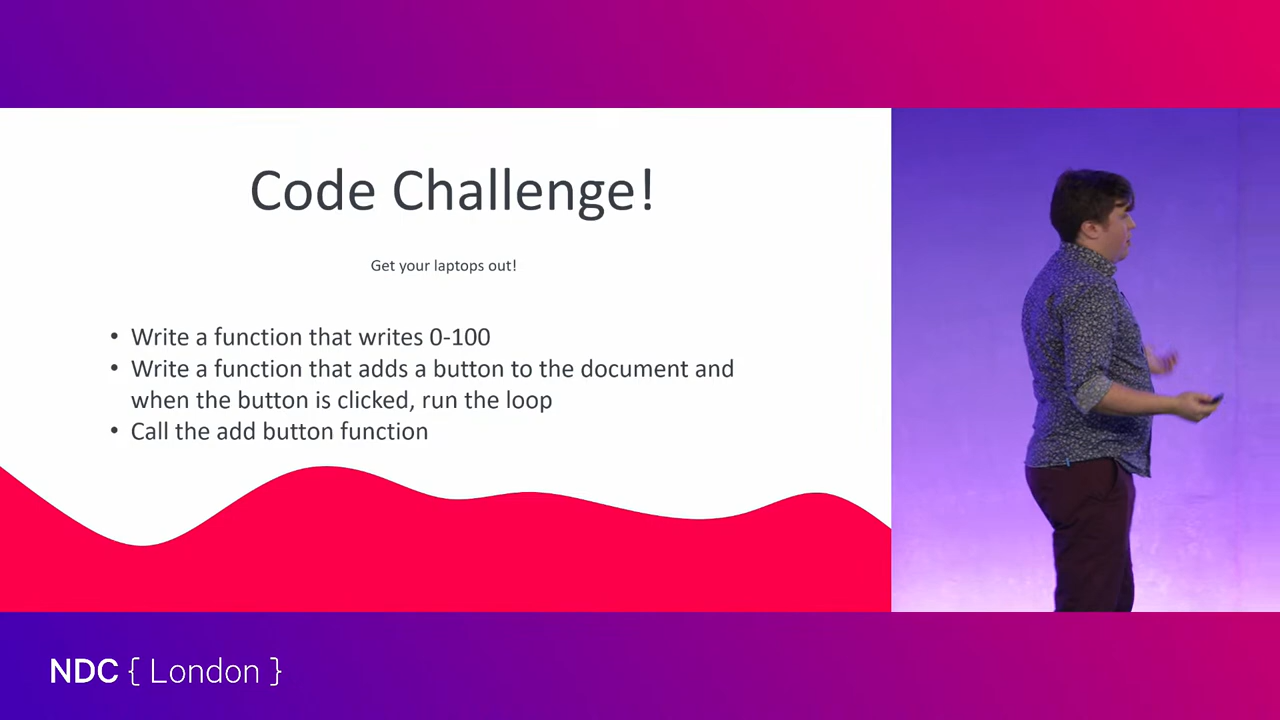 Code Challenge!
Get your laptops out!
• Write a function that writes 0-100
• Write a function that adds a button to the document and
when the button is clicked, run the loop
• Call the add button function
NDC { London }